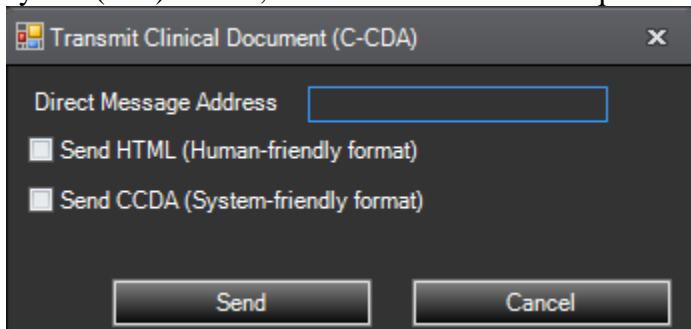 Transmit Clinical Document (C-CDA)
Direct Message Address
Send HTML (Human-friendly format)
Send CCDA (System-friendly format)
Send Cancel